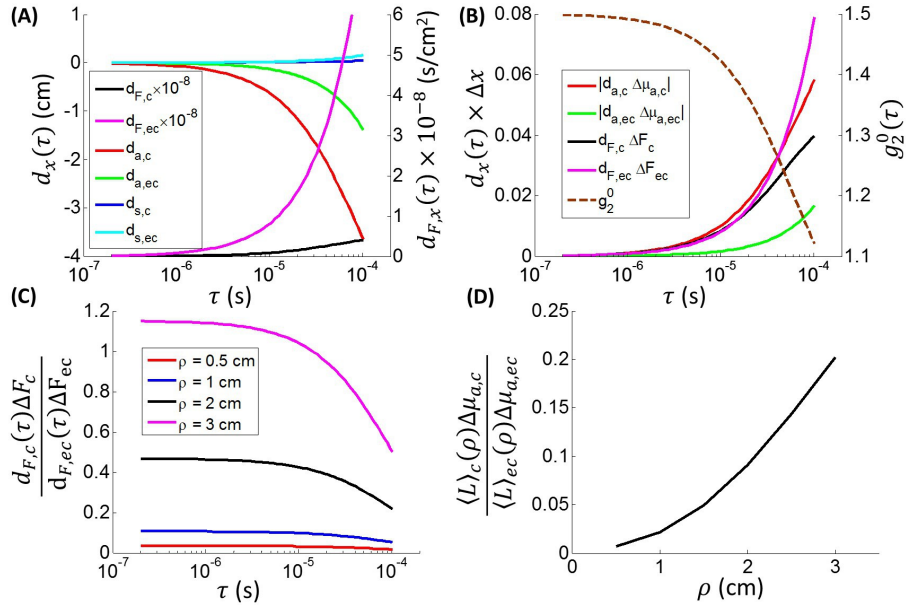 (A)
d_x(τ) (cm)
1
0
-1
-2
-3
-4
d_F,c×10^-8
d_F,ec×10^-8
d_a,c
d_a,ec
d_s,c
d_s,ec
6
5
4
3
2
1
0
d_F,x(τ) × 10^-8 (s/cm²)
10^-7 10^-6 10^-5 10^-4
τ (s)
(B)
d_x(τ) × Δx
0.08
0.06
0.04
0.02
0
|d_a,c Δμ_a,c|
|d_a,ec Δμ_a,ec|
d_F,c ΔF_c
d_F,ec ΔF_ec
g_2^0
1.5
1.4
1.3
1.2
1.1
g_2^0(τ)
10^-7 10^-6 10^-5 10^-4
τ (s)
(C)
d_F,c(τ)ΔF_c
d_F,ec(τ)ΔF_ec
1.2
1
0.8
0.6
0.4
0.2
0
ρ = 0.5 cm
ρ = 1 cm
ρ = 2 cm
ρ = 3 cm
10^-7 10^-6 10^-5 10^-4
τ (s)
(D)
⟨L⟩_c(ρ)Δμ_a,c
⟨L⟩_ec(ρ)Δμ_a,ec
0.25
0.2
0.15
0.1
0.05
0
0 1 2 3
ρ (cm)